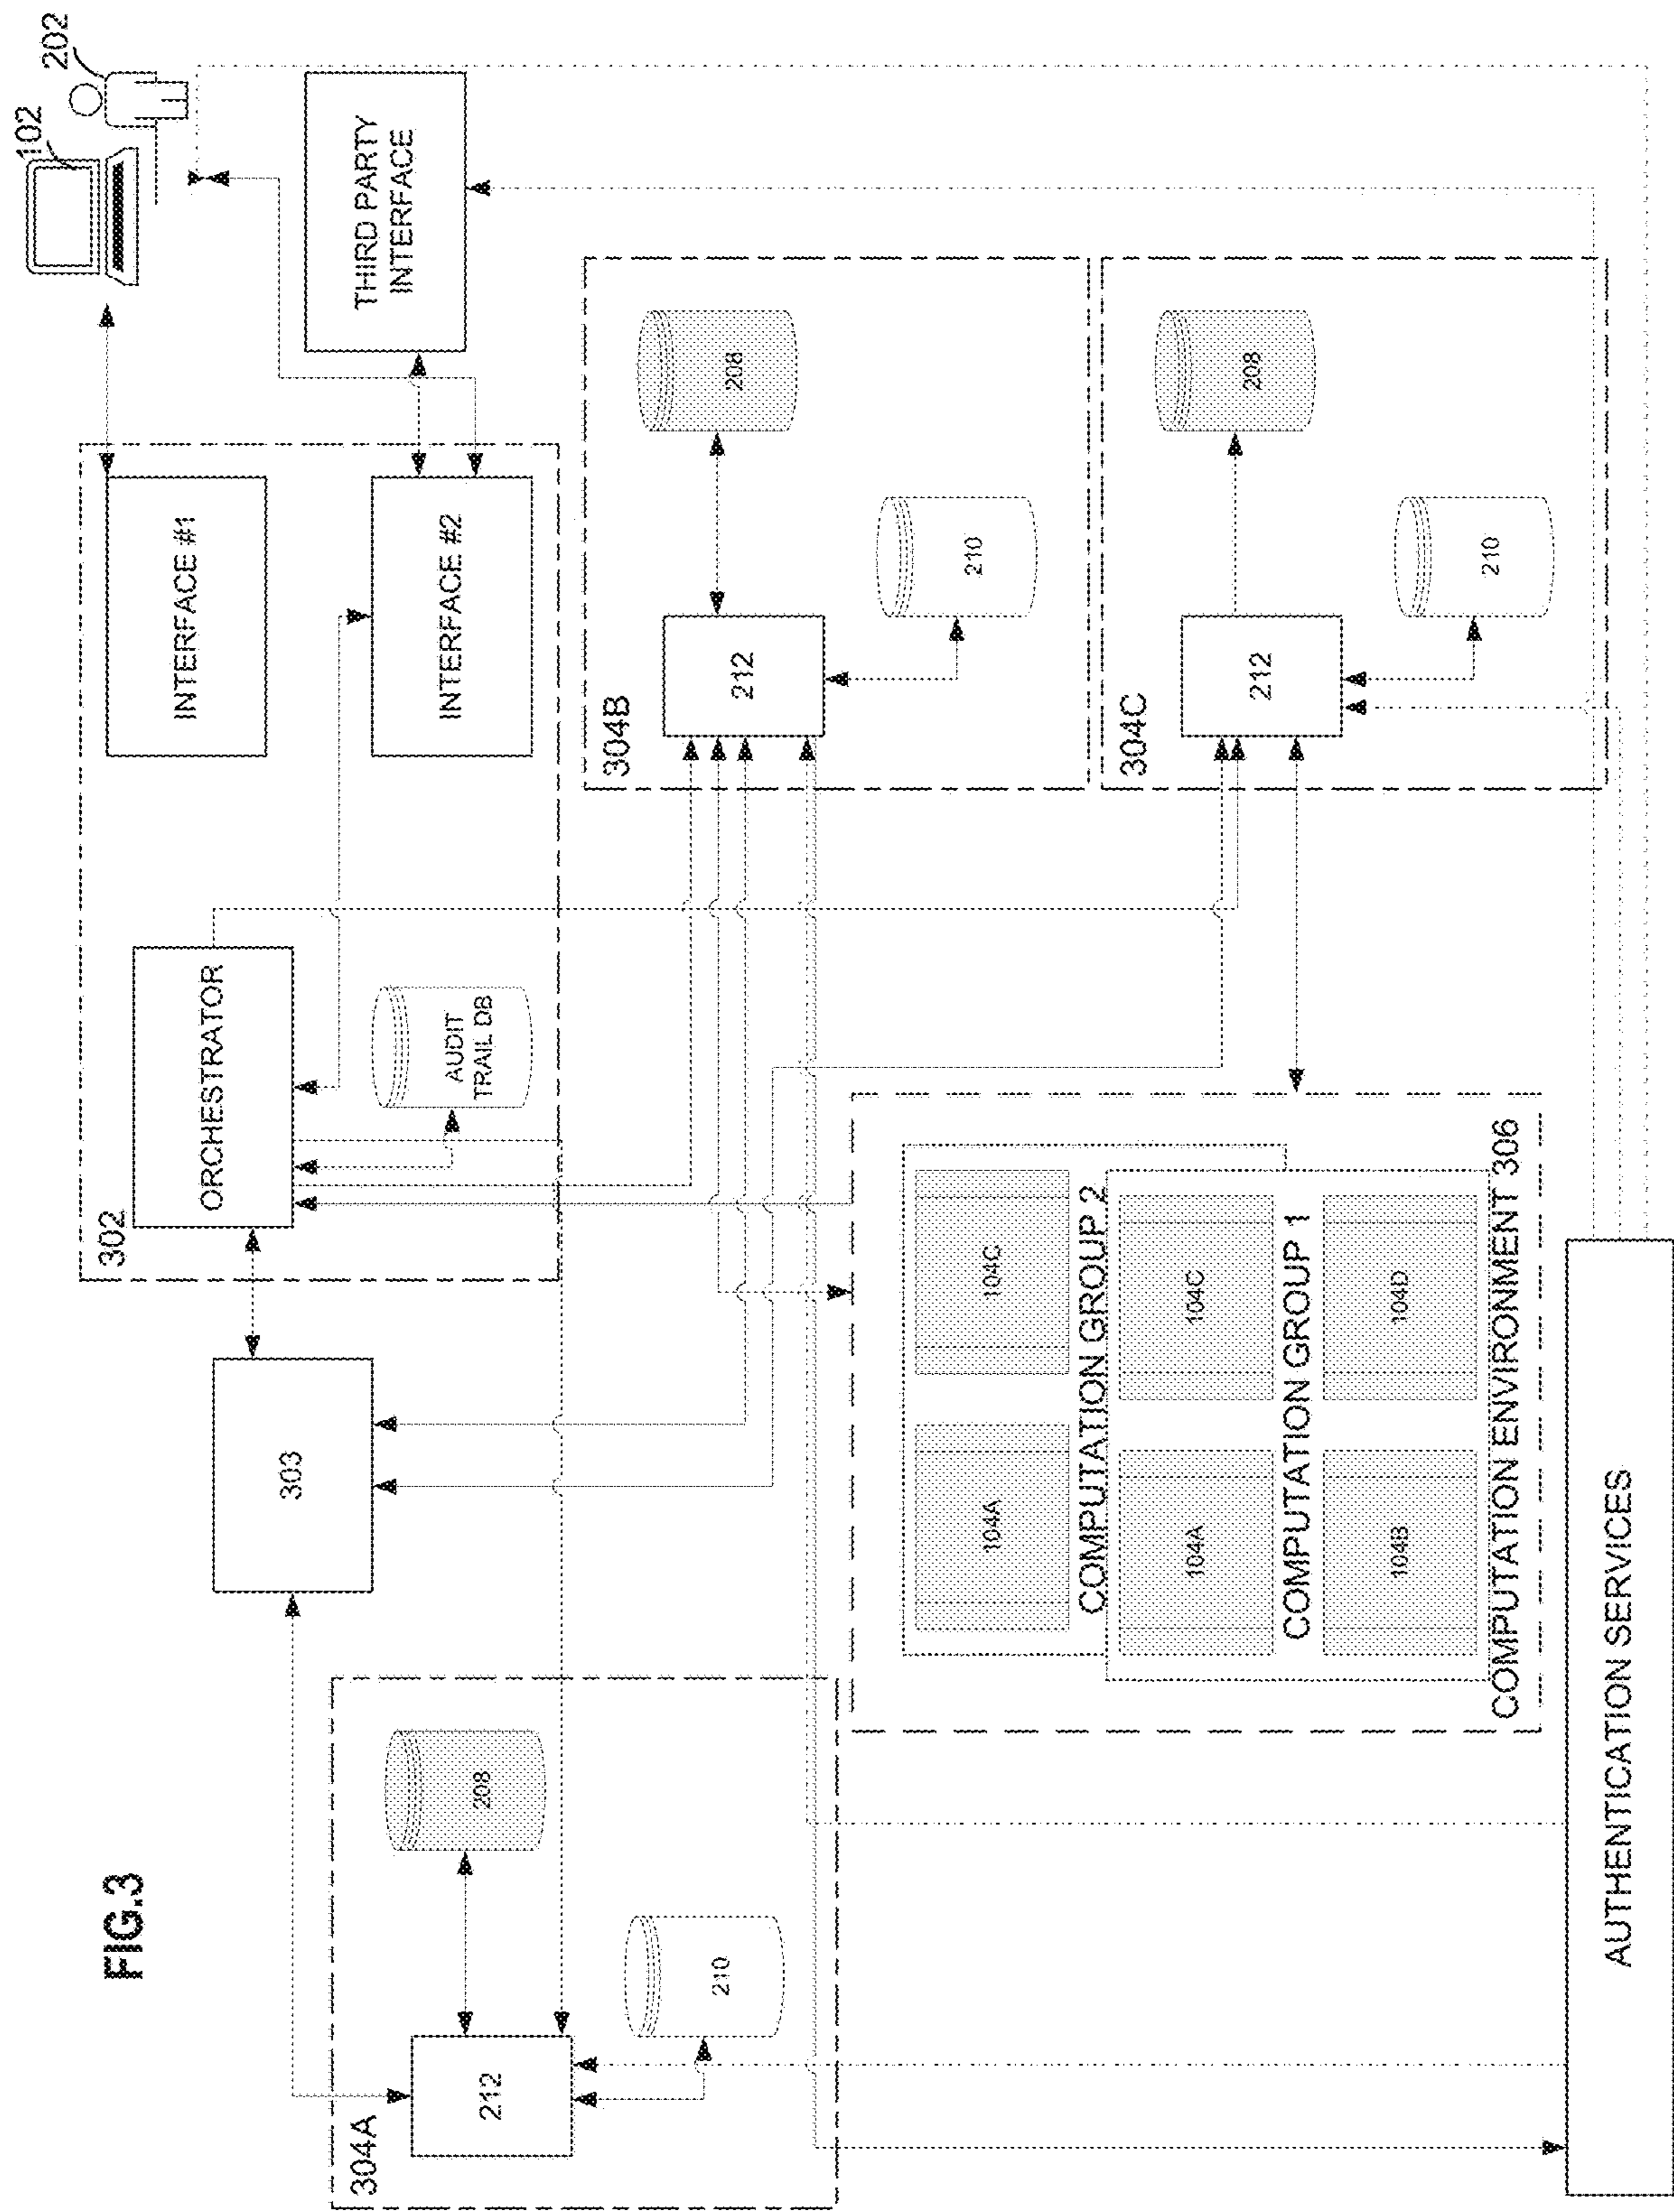 FIG.3
304A
212
208
210
303
302
ORCHESTRATOR
AUDIT
TRAIL DB
INTERFACE #1
INTERFACE #2
102
202
THIRD PARTY
INTERFACE
304B
212
208
210
304C
212
208
210
104A
104C
COMPUTATION GROUP 2
104A
104C
COMPUTATION GROUP 1
104B
104D
COMPUTATION ENVIRONMENT 306
AUTHENTICATION SERVICES